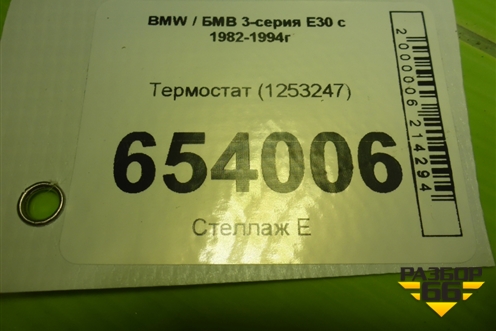 BMW / БМВ 3-серия E30 с
1982-1994г
Термостат (1253247)
654006
Стеллаж Е
2000006214294
РАЗБОР
66